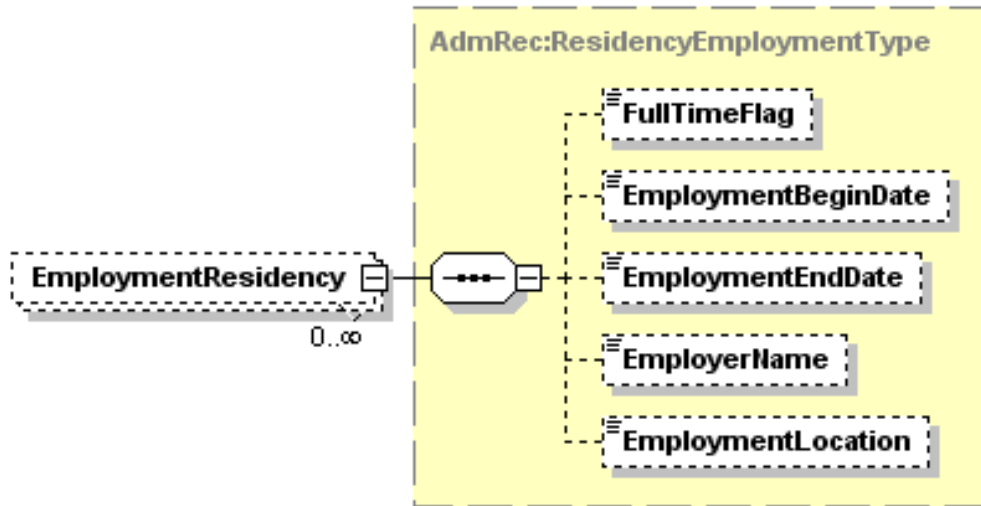 AdmRec:ResidencyEmploymentType
FullTimeFlag
EmploymentBeginDate
EmploymentResidency
0..∞
EmploymentEndDate
EmployerName
EmploymentLocation